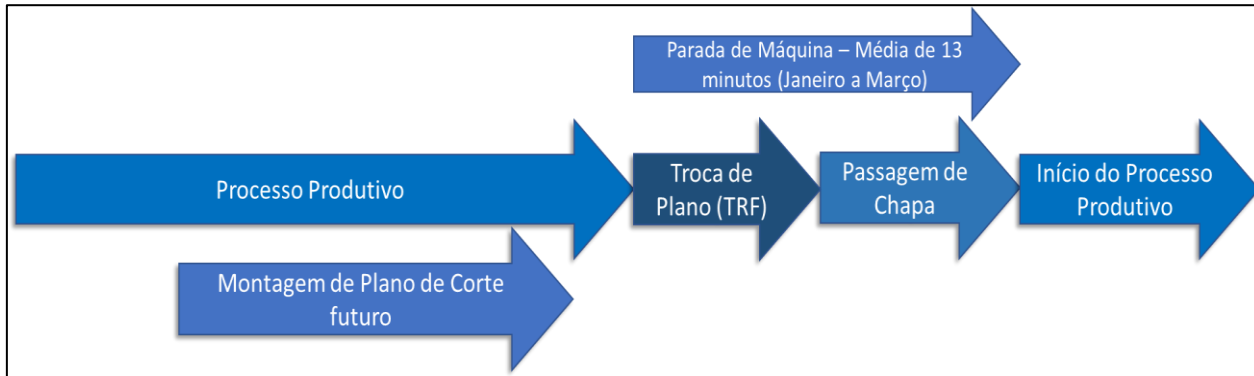 Parada de Máquina – Média de 13
minutos (Janeiro a Março)
Processo Produtivo
Troca de
Plano (TRF)
Passagem de
Chapa
Início do Processo
Produtivo
Montagem de Plano de Corte
futuro